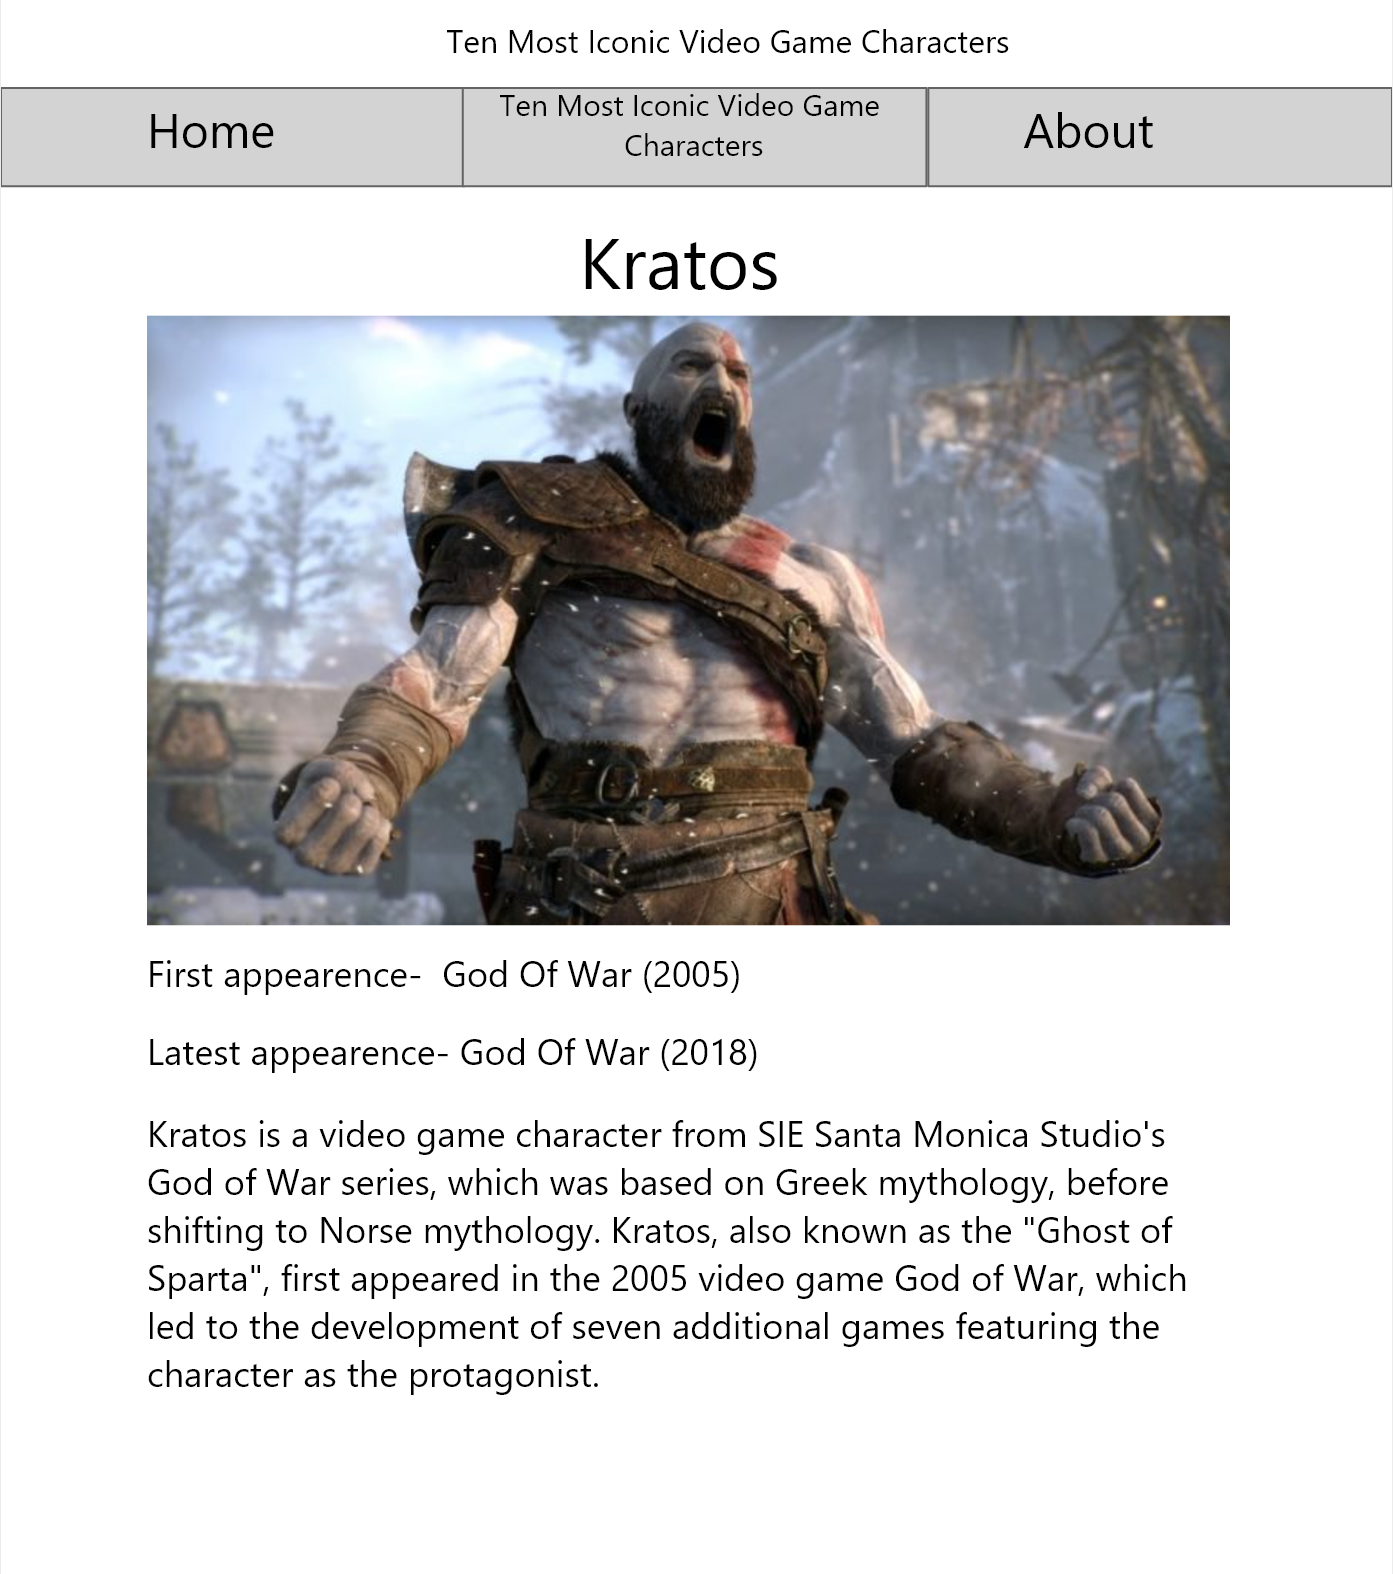 Ten Most Iconic Video Game Characters
Home
Ten Most Iconic Video Game
Characters
About
Kratos
First appearence-  God Of War (2005)
Latest appearence- God Of War (2018)
Kratos is a video game character from SIE Santa Monica Studio's
God of War series, which was based on Greek mythology, before
shifting to Norse mythology. Kratos, also known as the "Ghost of
Sparta", first appeared in the 2005 video game God of War, which
led to the development of seven additional games featuring the
character as the protagonist.